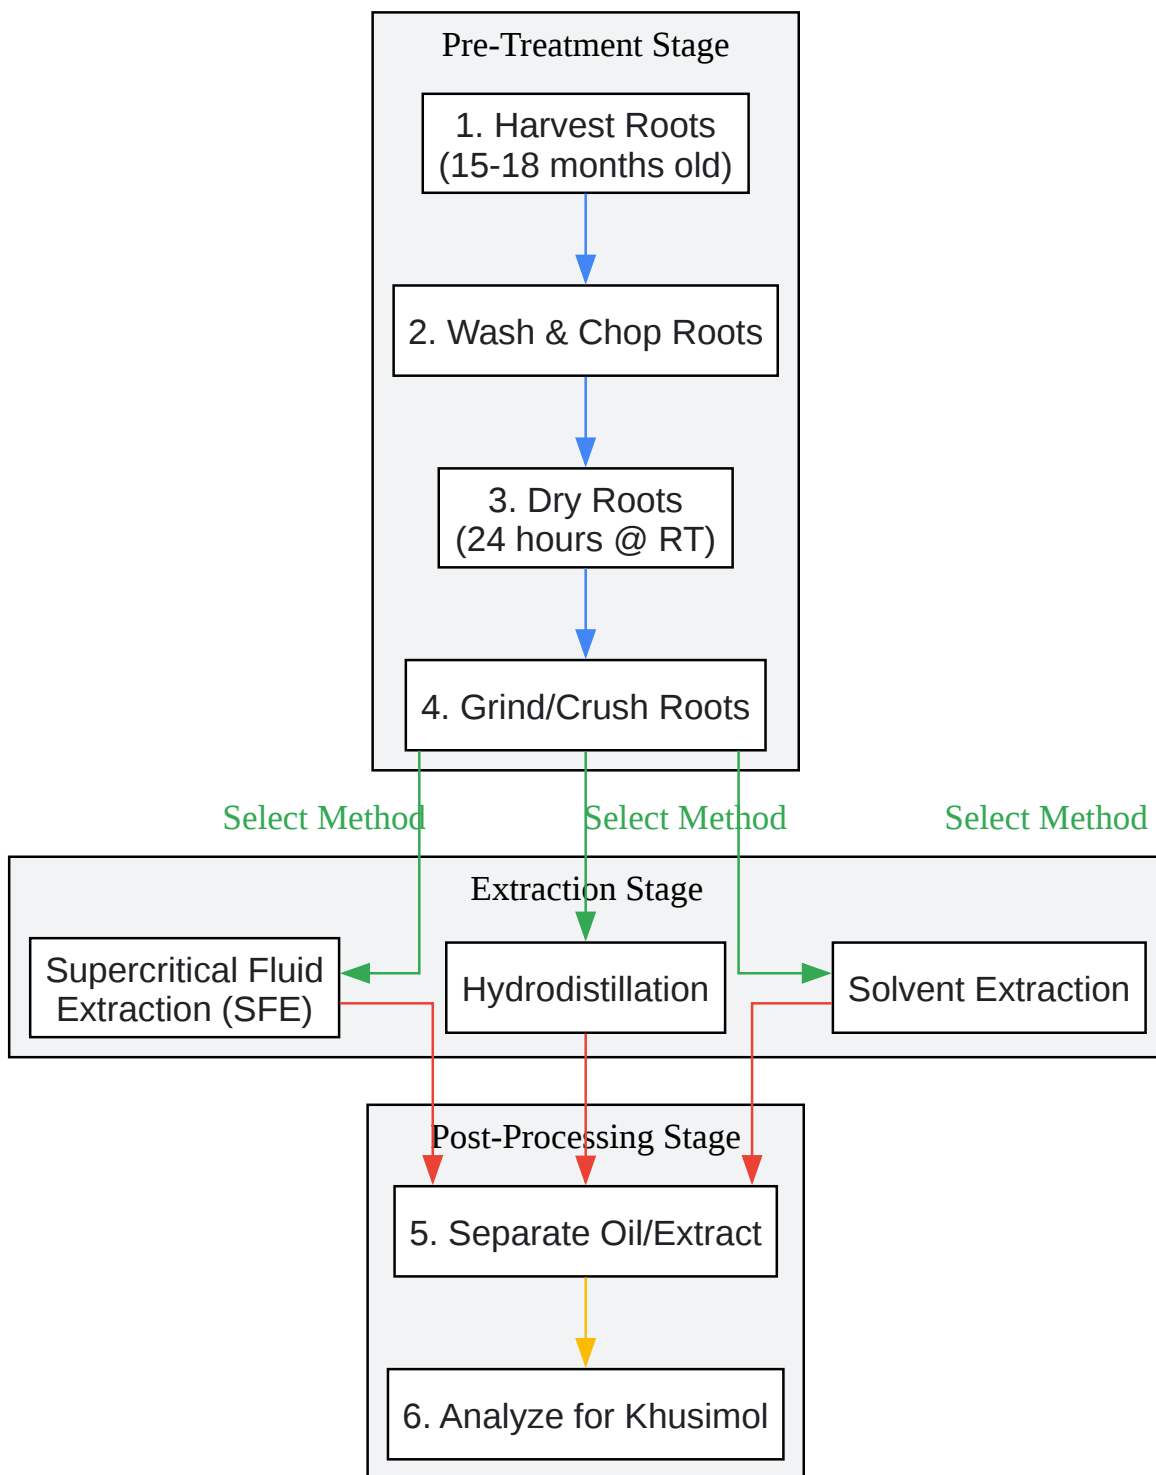 Pre-Treatment Stage
1. Harvest Roots
(15-18 months old)
2. Wash & Chop Roots
3. Dry Roots
(24 hours @ RT)
4. Grind/Crush Roots
Select Method
Select Method
Select Method
Extraction Stage
Supercritical Fluid
Extraction (SFE)
Hydrodistillation
Solvent Extraction
Post-Processing Stage
5. Separate Oil/Extract
6. Analyze for Khusimol